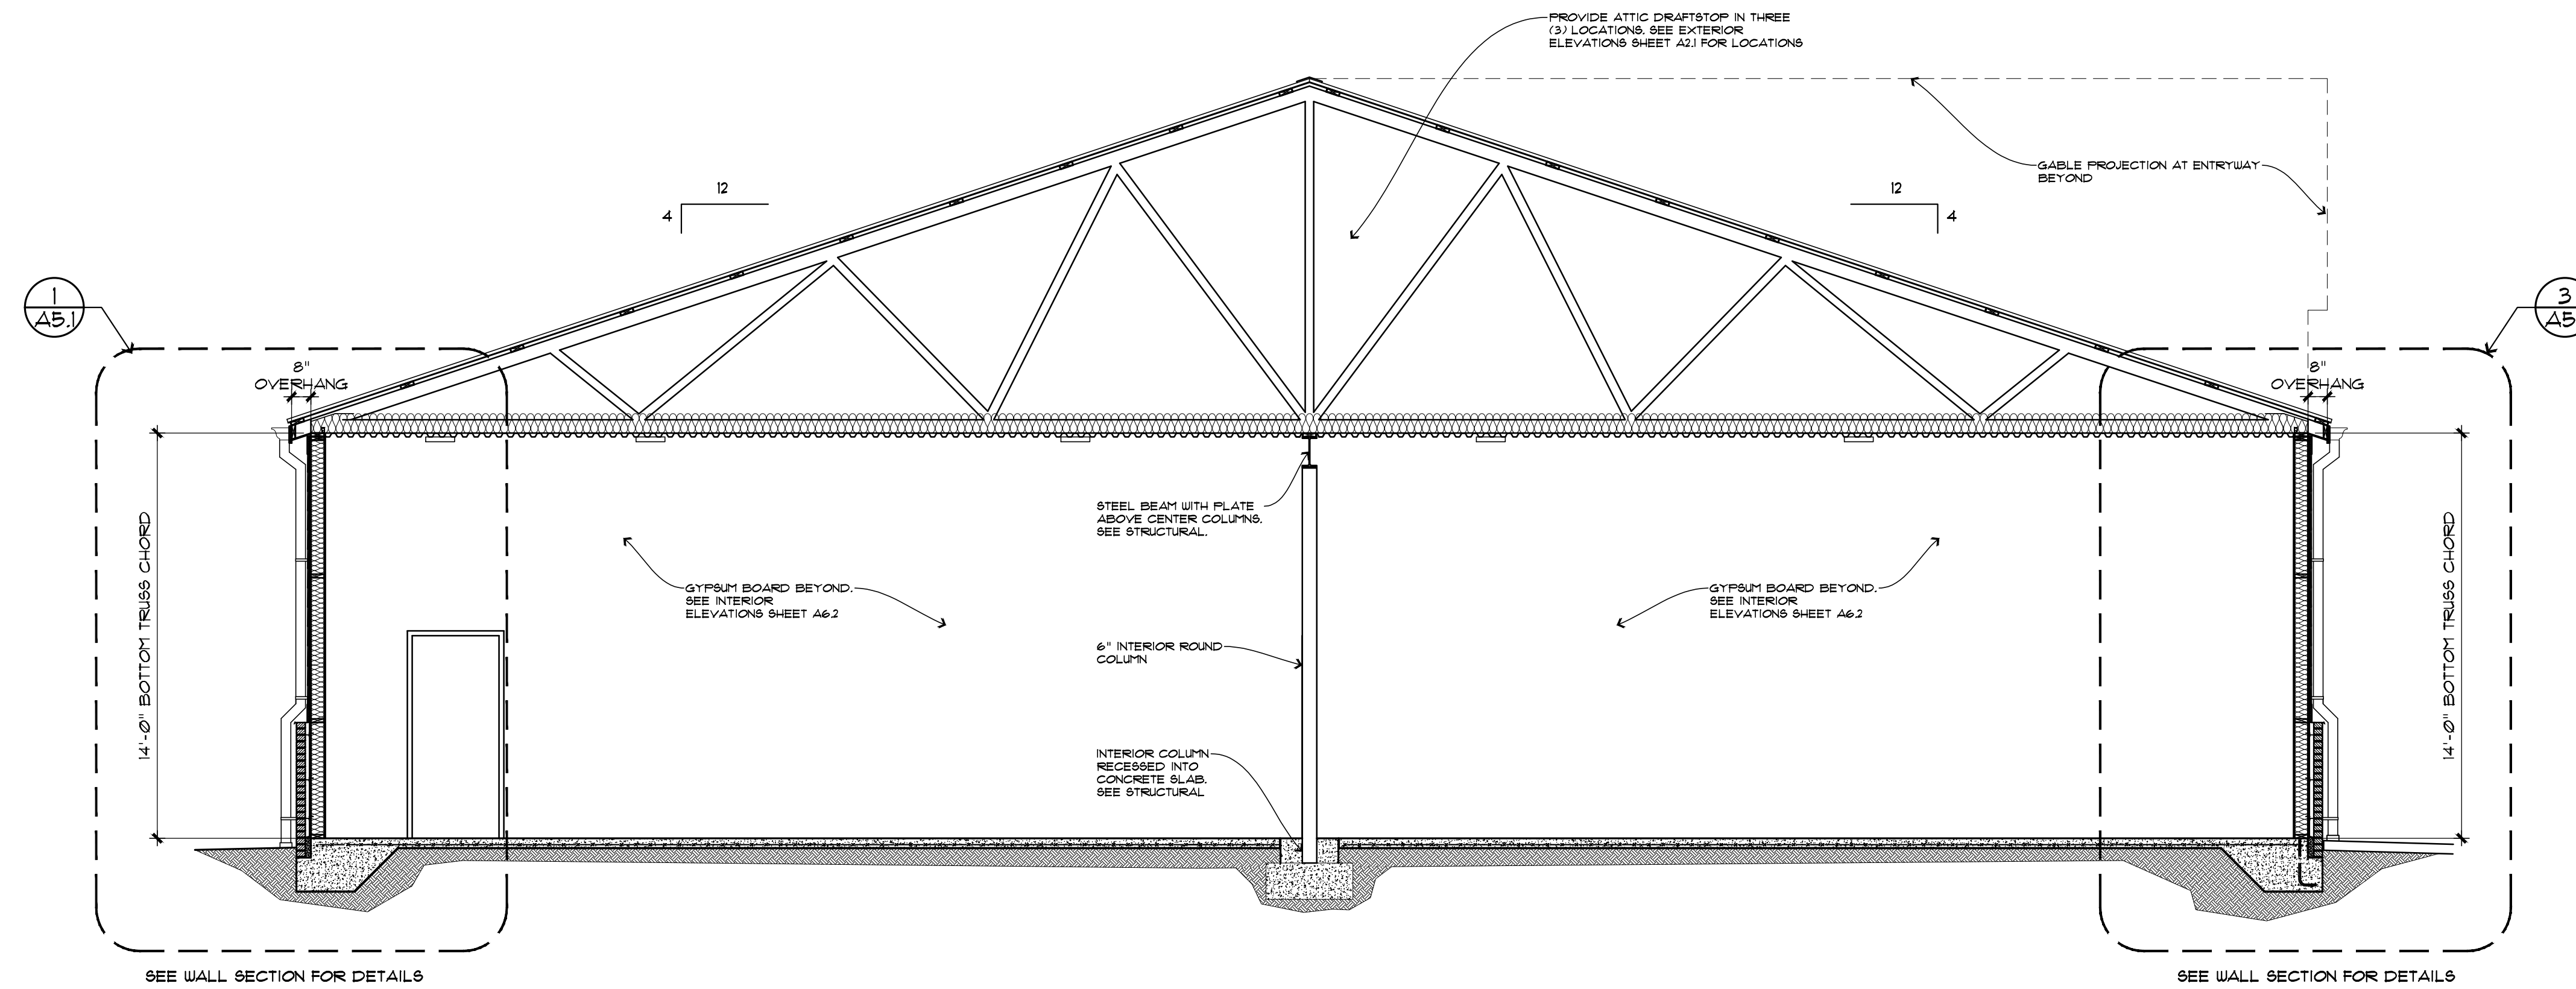 PROVIDE ATTIC DRAFTSTOP IN THREE
(3) LOCATIONS. SEE EXTERIOR
ELEVATIONS SHEET A2.1 FOR LOCATIONS
GABLE PROJECTION AT ENTRYWAY
BEYOND
12
4
12
4
1
A5.1
3
A5
8"
OVERHANG
8"
OVERHANG
14'-0" BOTTOM TRUSS CHORD
STEEL BEAM WITH PLATE
ABOVE CENTER COLUMNS.
SEE STRUCTURAL.
GYPSUM BOARD BEYOND.
SEE INTERIOR
ELEVATIONS SHEET A6.2
GYPSUM BOARD BEYOND.
SEE INTERIOR
ELEVATIONS SHEET A6.2
14'-0" BOTTOM TRUSS CHORD
6" INTERIOR ROUND
COLUMN
INTERIOR COLUMN
RECESSED INTO
CONCRETE SLAB.
SEE STRUCTURAL
SEE WALL SECTION FOR DETAILS
SEE WALL SECTION FOR DETAILS